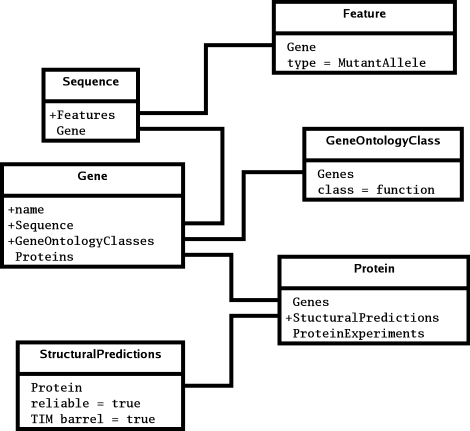 Feature
Gene
type = MutantAllele
Sequence
+Features
Gene
GeneOntologyClass
Genes
class = function
Gene
+name
+Sequence
+GeneOntologyClasses
Proteins
Protein
Genes
+StucturalPredictions
ProteinExperiments
StructuralPredictions
Protein
reliable = true
TIM barrel = true